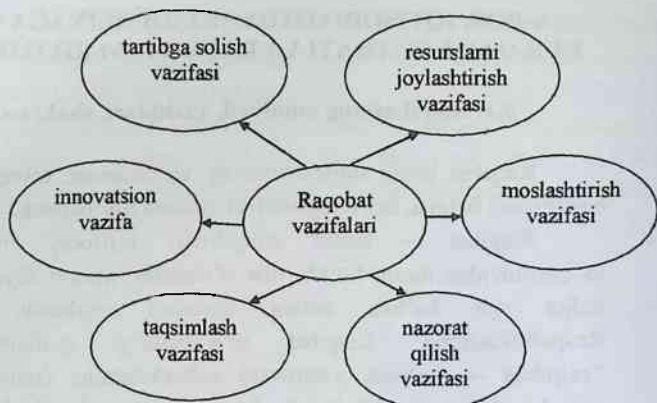 tartibga solish
vazifasi
resurslarni
joylashtirish
vazifasi
innovatsion
vazifa
Raqobat
vazifalari
moslashtirish
vazifasi
taqsimlash
vazifasi
nazorat
qilish
vazifasi